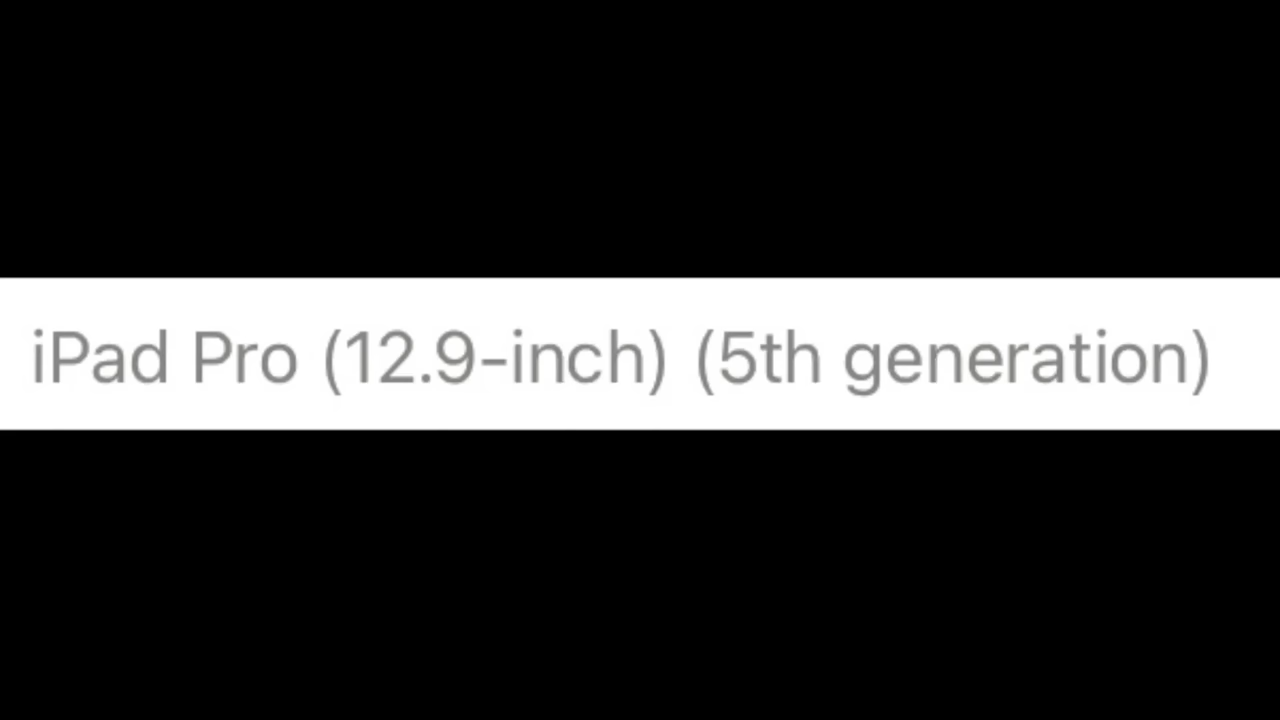 iPad Pro (12.9-inch) (5th generation)